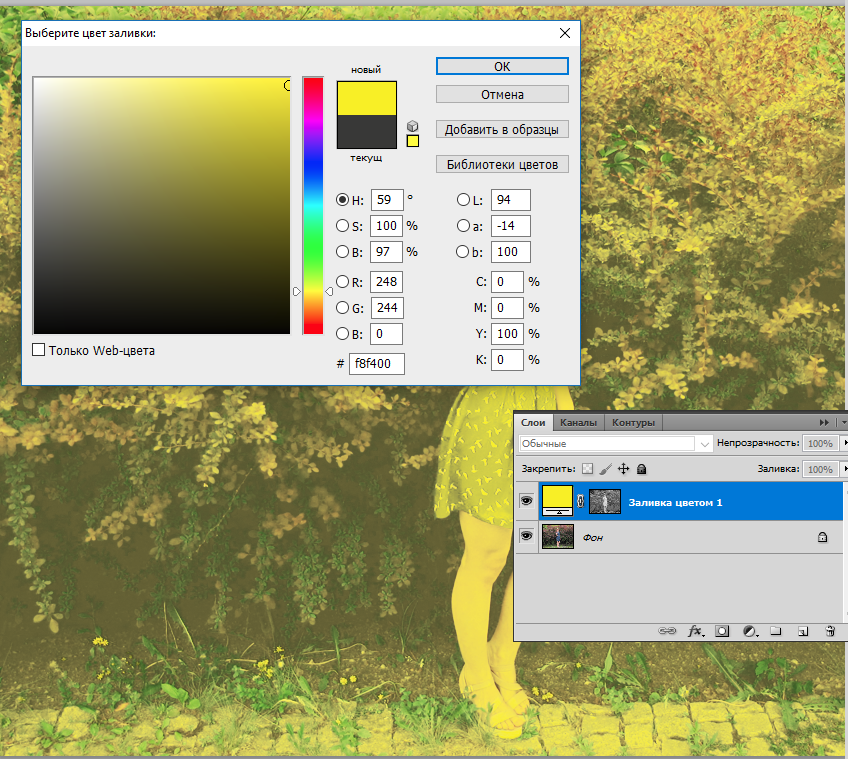 Выберите цвет заливки:
новый
текущ
ОК
Отмена
Добавить в образцы
Библиотеки цветов
H: 59 °
S: 100 %
B: 97 %
R: 248
G: 244
B: 0
# f8f400
L: 94
a: -14
b: 100
C: 0 %
M: 0 %
Y: 100 %
K: 0 %
Только Web-цвета
Слои Каналы Контуры
Обычные Непрозрачность: 100%
Закрепить: Заливка: 100%
Заливка цветом 1
Фон
fx